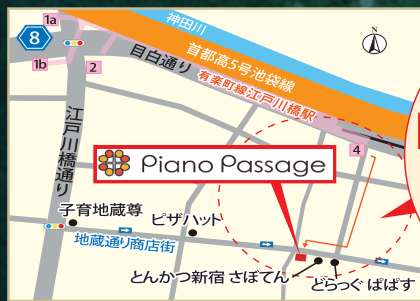 1a
神田川
8
首都高5号池袋線
1b
2
目白通り
有楽町線江戸川橋駅
N
江戸川橋通り
4
Piano Passage
子育地蔵尊
ピザハット
地蔵通り商店街
とんかつ新宿 さぼてん
どらっぐ ぱぱす